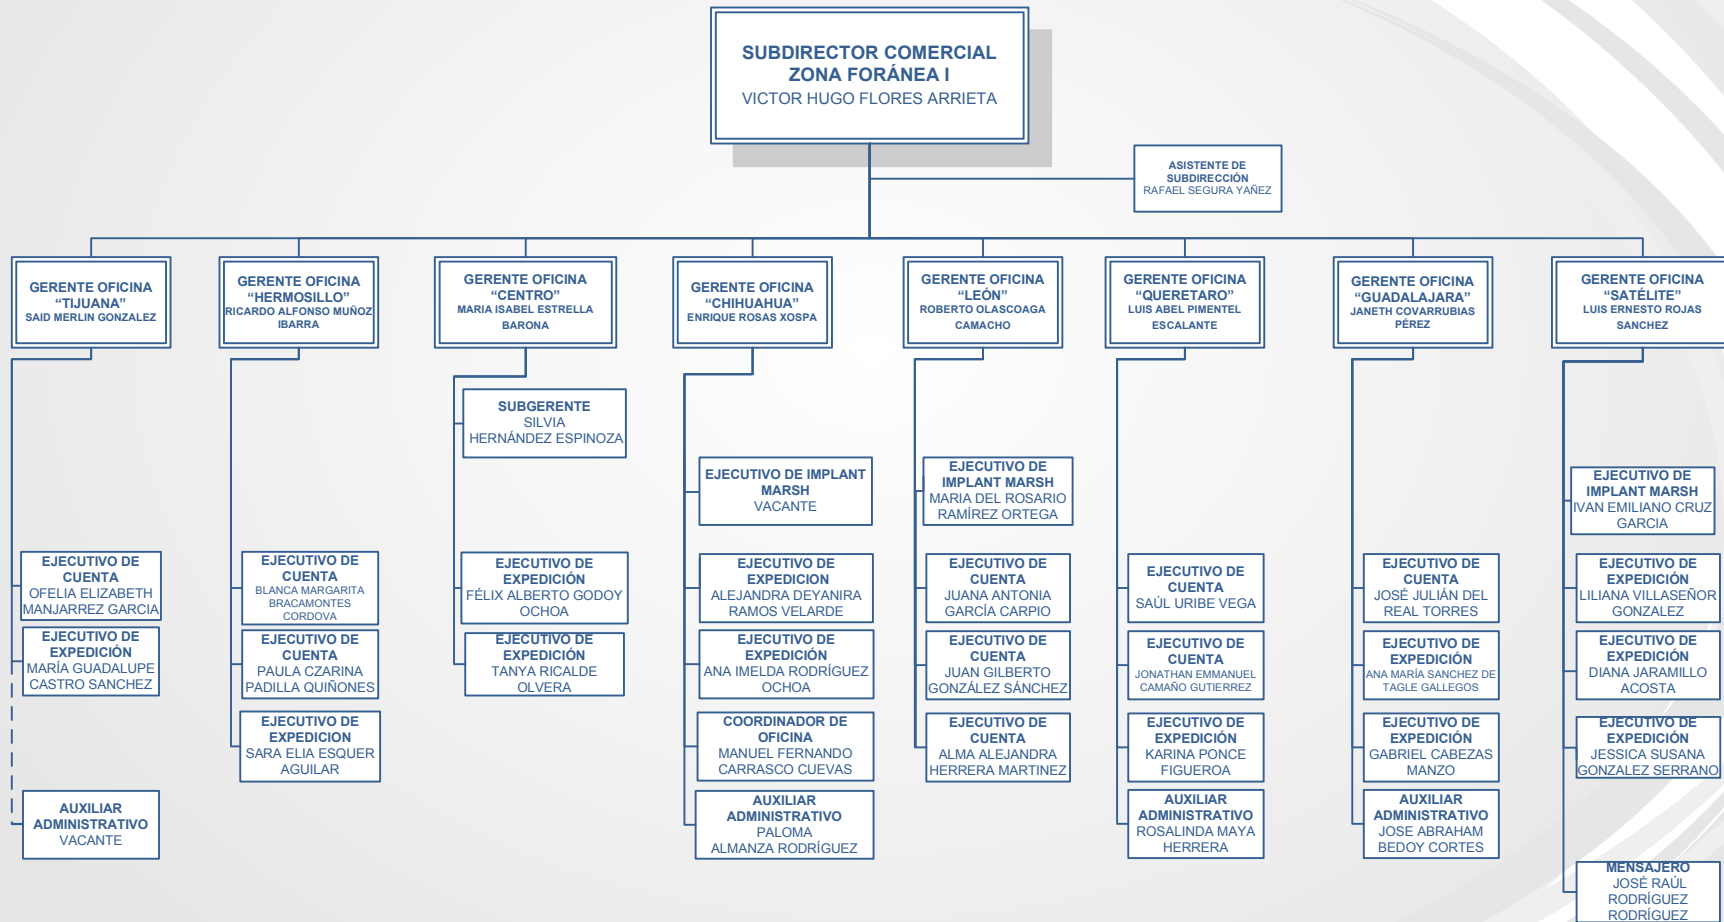 SUBDIRECTOR COMERCIAL
ZONA FORÁNEA I
VICTOR HUGO FLORES ARRIETA
ASISTENTE DE
SUBDIRECCIÓN
RAFAEL SEGURA YAÑEZ
GERENTE OFICINA
“TIJUANA”
SAID MERLIN GONZALEZ
GERENTE OFICINA
“HERMOSILLO”
RICARDO ALFONSO MUÑOZ
IBARRA
GERENTE OFICINA
“CENTRO”
MARIA ISABEL ESTRELLA
BARONA
GERENTE OFICINA
“CHIHUAHUA”
ENRIQUE ROSAS XOSPA
GERENTE OFICINA
“LEÓN”
ROBERTO OLASCOAGA
CAMACHO
GERENTE OFICINA
“QUERETARO”
LUIS ABEL PIMENTEL
ESCALANTE
GERENTE OFICINA
“GUADALAJARA”
JANETH COVARRUBIAS
PÉREZ
GERENTE OFICINA
“SATÉLITE”
LUIS ERNESTO ROJAS
SANCHEZ
EJECUTIVO DE
CUENTA
OFELIA ELIZABETH
MANJARREZ GARCIA
EJECUTIVO DE
EXPEDICIÓN
MARÍA GUADALUPE
CASTRO SANCHEZ
AUXILIAR
ADMINISTRATIVO
VACANTE
EJECUTIVO DE
CUENTA
BLANCA MARGARITA
BRACAMONTES
CORDOVA
EJECUTIVO DE
CUENTA
PAULA CZARINA
PADILLA QUIÑONES
EJECUTIVO DE
EXPEDICION
SARA ELIA ESQUER
AGUILAR
SUBGERENTE
SILVIA
HERNÁNDEZ ESPINOZA
EJECUTIVO DE
EXPEDICIÓN
FÉLIX ALBERTO GODOY
OCHOA
EJECUTIVO DE
EXPEDICIÓN
TANYA RICALDE
OLVERA
EJECUTIVO DE IMPLANT
MARSH
VACANTE
EJECUTIVO DE
EXPEDICION
ALEJANDRA DEYANIRA
RAMOS VELARDE
EJECUTIVO DE
EXPEDICIÓN
ANA IMELDA RODRÍGUEZ
OCHOA
COORDINADOR DE
OFICINA
MANUEL FERNANDO
CARRASCO CUEVAS
AUXILIAR
ADMINISTRATIVO
PALOMA
ALMANZA RODRÍGUEZ
EJECUTIVO DE
IMPLANT MARSH
MARIA DEL ROSARIO
RAMÍREZ ORTEGA
EJECUTIVO DE
CUENTA
JUANA ANTONIA
GARCÍA CARPIO
EJECUTIVO DE
CUENTA
JUAN GILBERTO
GONZÁLEZ SÁNCHEZ
EJECUTIVO DE
CUENTA
ALMA ALEJANDRA
HERRERA MARTINEZ
EJECUTIVO DE
CUENTA
SAÚL URIBE VEGA
EJECUTIVO DE
CUENTA
JONATHAN EMMANUEL
CAMAÑO GUTIERREZ
EJECUTIVO DE
EXPEDICIÓN
KARINA PONCE
FIGUEROA
AUXILIAR
ADMINISTRATIVO
ROSALINDA MAYA
HERRERA
EJECUTIVO DE
CUENTA
JOSÉ JULIÁN DEL
REAL TORRES
EJECUTIVO DE
EXPEDICIÓN
ANA MARÍA SANCHEZ DE
TAGLE GALLEGOS
EJECUTIVO DE
EXPEDICIÓN
GABRIEL CABEZAS
MANZO
AUXILIAR
ADMINISTRATIVO
JOSE ABRAHAM
BEDOY CORTES
EJECUTIVO DE
IMPLANT MARSH
IVAN EMILIANO CRUZ
GARCIA
EJECUTIVO DE
EXPEDICIÓN
LILIANA VILLASEÑOR
GONZALEZ
EJECUTIVO DE
EXPEDICIÓN
DIANA JARAMILLO
ACOSTA
EJECUTIVO DE
EXPEDICIÓN
JESSICA SUSANA
GONZALEZ SERRANO
MENSAJERO
JOSÉ RAÚL
RODRÍGUEZ
RODRÍGUEZ